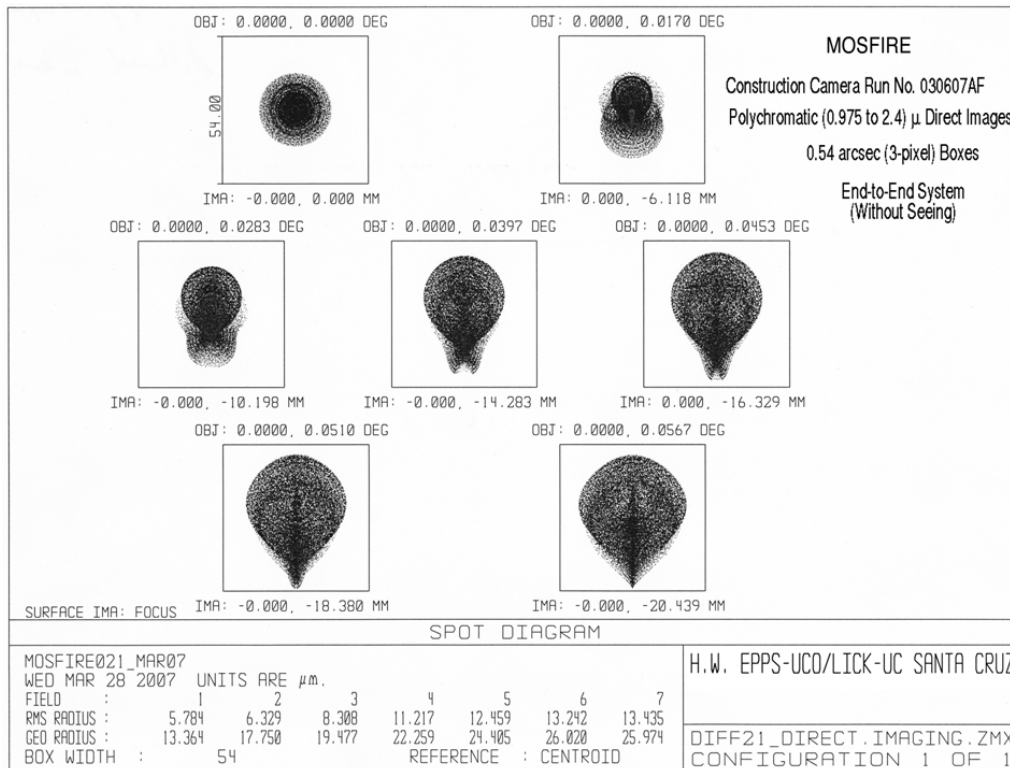 OBJ: 0.0000, 0.0000 DEG
OBJ: 0.0000, 0.0170 DEG
MOSFIRE
Construction Camera Run No. 030607AF
Polychromatic (0.975 to 2.4) μ Direct Images
0.54 arcsec (3-pixel) Boxes
End-to-End System
(Without Seeing)
54.00
IMA: -0.000, 0.000 MM
IMA: 0.000, -6.118 MM
OBJ: 0.0000, 0.0283 DEG
OBJ: 0.0000, 0.0397 DEG
OBJ: 0.0000, 0.0453 DEG
IMA: -0.000, -10.198 MM
IMA: -0.000, -14.283 MM
IMA: 0.000, -16.329 MM
OBJ: 0.0000, 0.0510 DEG
OBJ: 0.0000, 0.0567 DEG
IMA: -0.000, -18.380 MM
IMA: -0.000, -20.439 MM
SURFACE IMA: FOCUS
SPOT DIAGRAM
MOSFIRE021_MAR07
WED MAR 28 2007 UNITS ARE μm.
FIELD : 1 2 3 4 5 6 7
RMS RADIUS : 5.784 6.329 8.308 11.217 12.459 13.242 13.435
GEO RADIUS : 13.364 17.750 19.477 22.259 24.405 26.020 25.974
BOX WIDTH : 54 REFERENCE : CENTROID
H.W. EPPS-UCO/LICK-UC SANTA CRUZ
DIFF21_DIRECT.IMAGING.ZMX
CONFIGURATION 1 OF 1